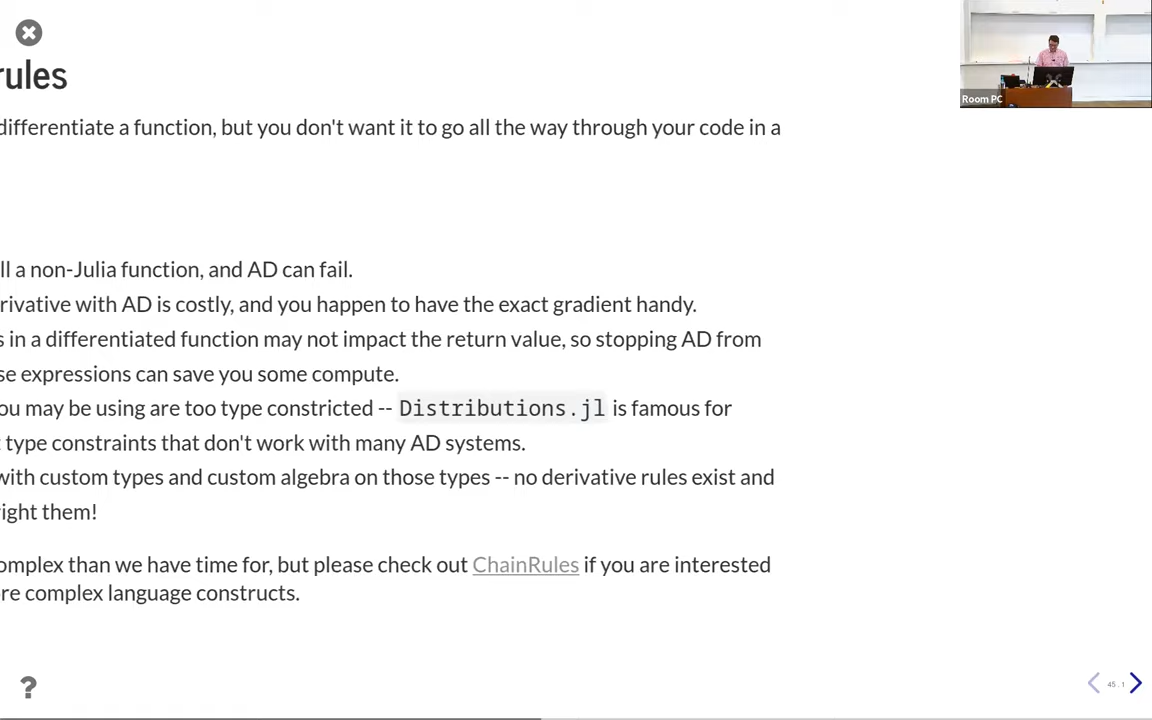 rules
Room PC
differentiate a function, but you don't want it to go all the way through your code in a
ll a non-Julia function, and AD can fail.
rivative with AD is costly, and you happen to have the exact gradient handy.
s in a differentiated function may not impact the return value, so stopping AD from
se expressions can save you some compute.
ou may be using are too type constricted -- Distributions.jl is famous for
t type constraints that don't work with many AD systems.
with custom types and custom algebra on those types -- no derivative rules exist and
right them!
omplex than we have time for, but please check out ChainRules if you are interested
re complex language constructs.
?
45.1